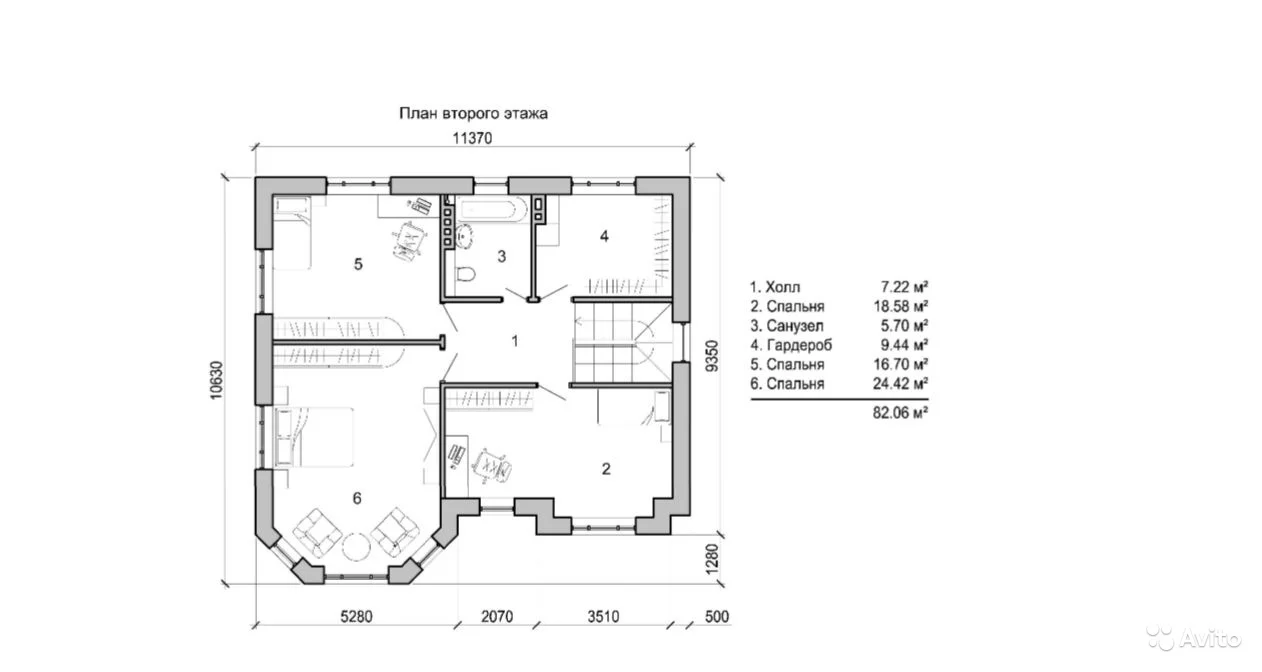 План второго этажа
11370
10630
9350
1280
5
3
4
1
6
2
5280
2070
3510
500
1. Холл 7.22 м²
2. Спальня 18.58 м²
3. Санузел 5.70 м²
4. Гардероб 9.44 м²
5. Спальня 16.70 м²
6. Спальня 24.42 м²
82.06 м²
Avito